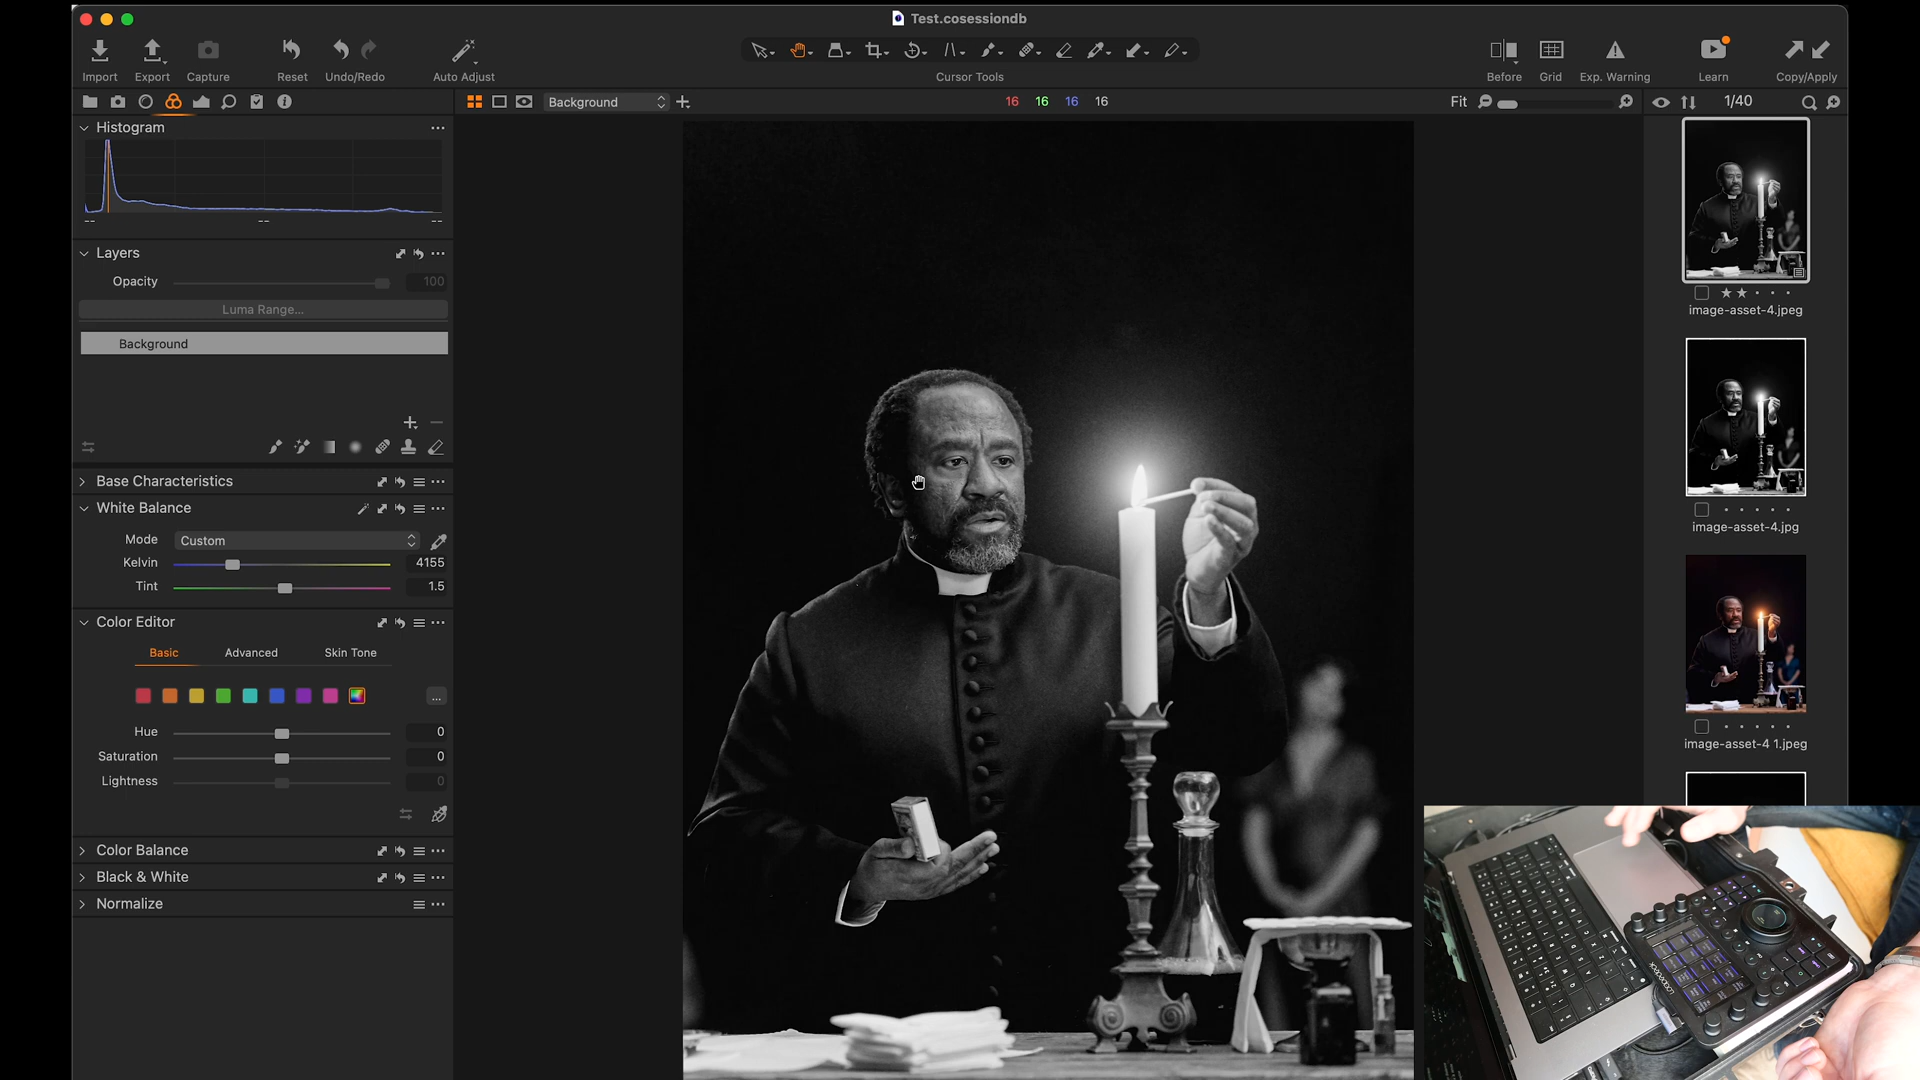 Test.cosessiondb
Import
Export
Capture
Reset
Undo/Redo
Auto Adjust
Cursor Tools
Before
Grid
Exp. Warning
Learn
Copy/Apply
Background
16 16 16 16
Fit
1/40
Histogram
-- -- --
Layers
Opacity 100
Luma Range...
Background
Base Characteristics
White Balance
Mode Custom
Kelvin 4155
Tint 1.5
Color Editor
Basic Advanced Skin Tone
...
Hue 0
Saturation 0
Lightness 0
Color Balance
Black & White
Normalize
image-asset-4.jpeg
image-asset-4.jpg
image-asset-4 1.jpeg
loupedeck